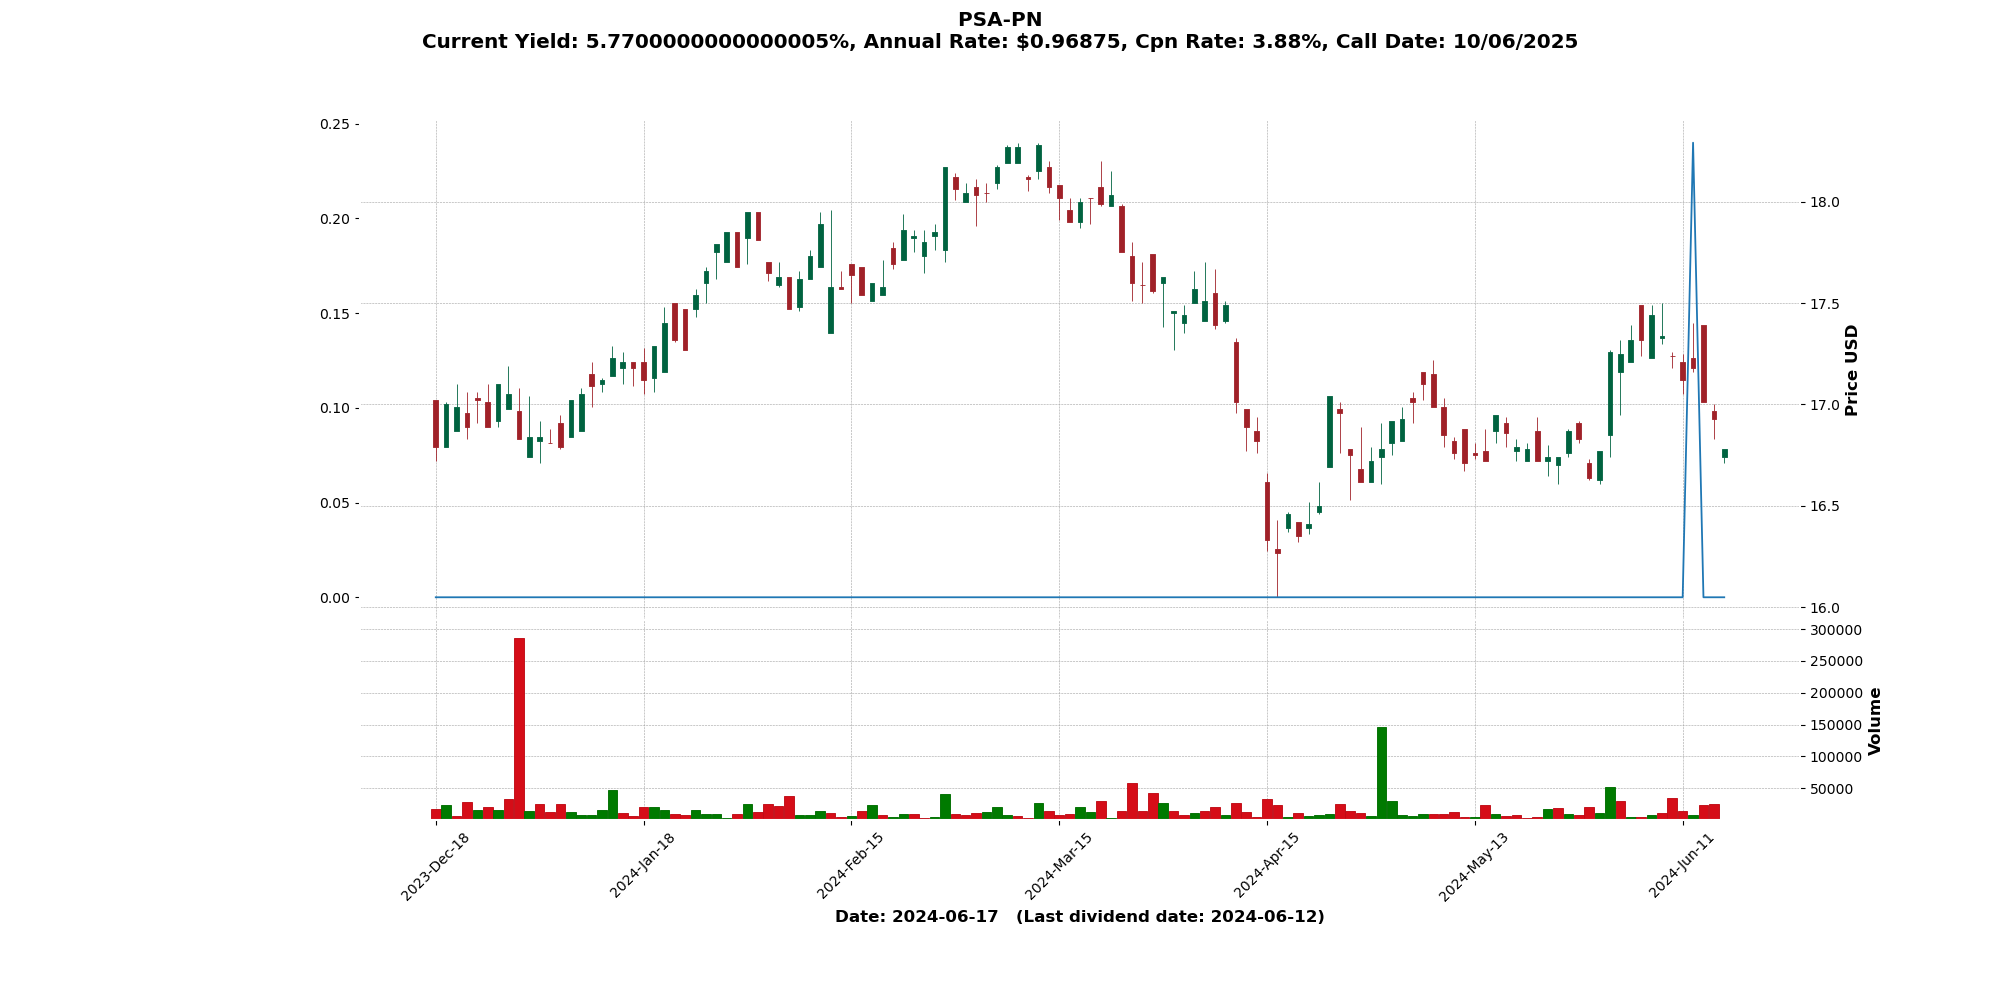 PSA-PN
Current Yield: 5.7700000000000005%, Annual Rate: $0.96875, Cpn Rate: 3.88%, Call Date: 10/06/2025
0.25
0.20
0.15
0.10
0.05
0.00
18.0
17.5
17.0
16.5
16.0
Price USD
300000
250000
200000
150000
100000
50000
Volume
2023-Dec-18
2024-Jan-18
2024-Feb-15
2024-Mar-15
2024-Apr-15
2024-May-13
2024-Jun-11
Date: 2024-06-17 (Last dividend date: 2024-06-12)